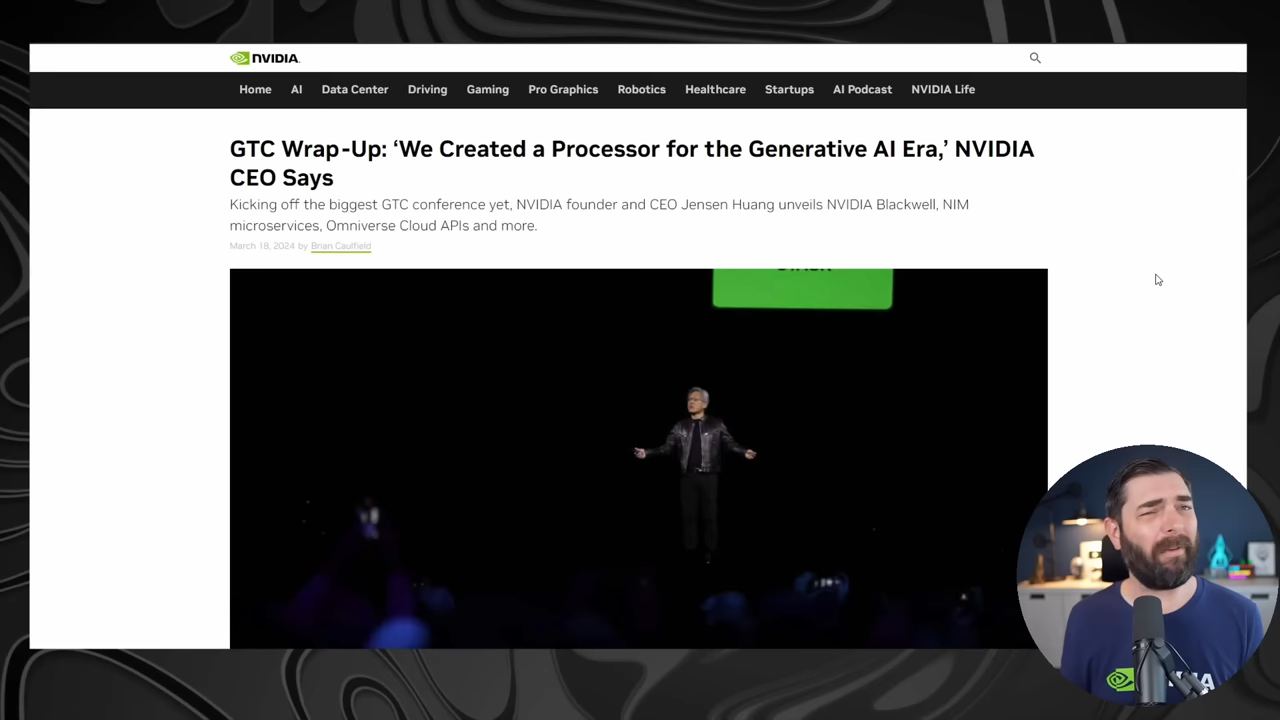 NVIDIA.
Home AI Data Center Driving Gaming Pro Graphics Robotics Healthcare Startups AI Podcast NVIDIA Life
GTC Wrap-Up: ‘We Created a Processor for the Generative AI Era,’ NVIDIA
CEO Says
Kicking off the biggest GTC conference yet, NVIDIA founder and CEO Jensen Huang unveils NVIDIA Blackwell, NIM
microservices, Omniverse Cloud APIs and more.
March 18, 2024 by Brian Caulfield